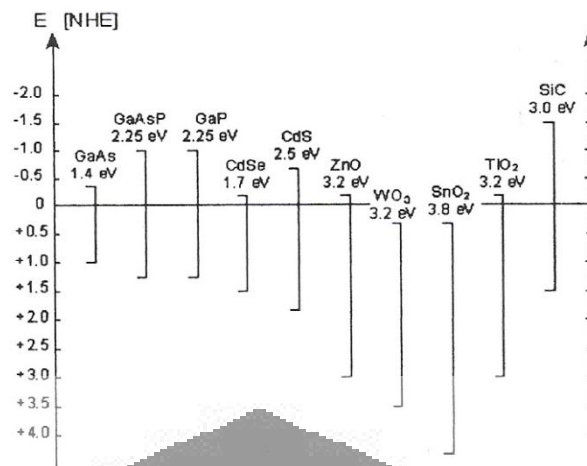 E [NHE]
-2.0
-1.5
-1.0
-0.5
0
+0.5
+1.0
+1.5
+2.0
+2.5
+3.0
+3.5
+4.0
GaAs
1.4 eV
GaAsP
2.25 eV
GaP
2.25 eV
CdSe
1.7 eV
CdS
2.5 eV
ZnO
3.2 eV
WO₃
3.2 eV
SnO₂
3.8 eV
TiO₂
3.2 eV
SiC
3.0 eV